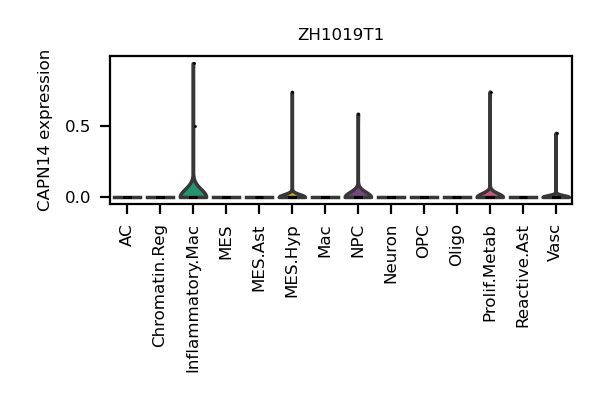 ZH1019T1
CAPN14 expression
0.5
0.0
AC
Chromatin.Reg
Inflammatory.Mac
MES
MES.Ast
MES.Hyp
Mac
NPC
Neuron
OPC
Oligo
Prolif.Metab
Reactive.Ast
Vasc